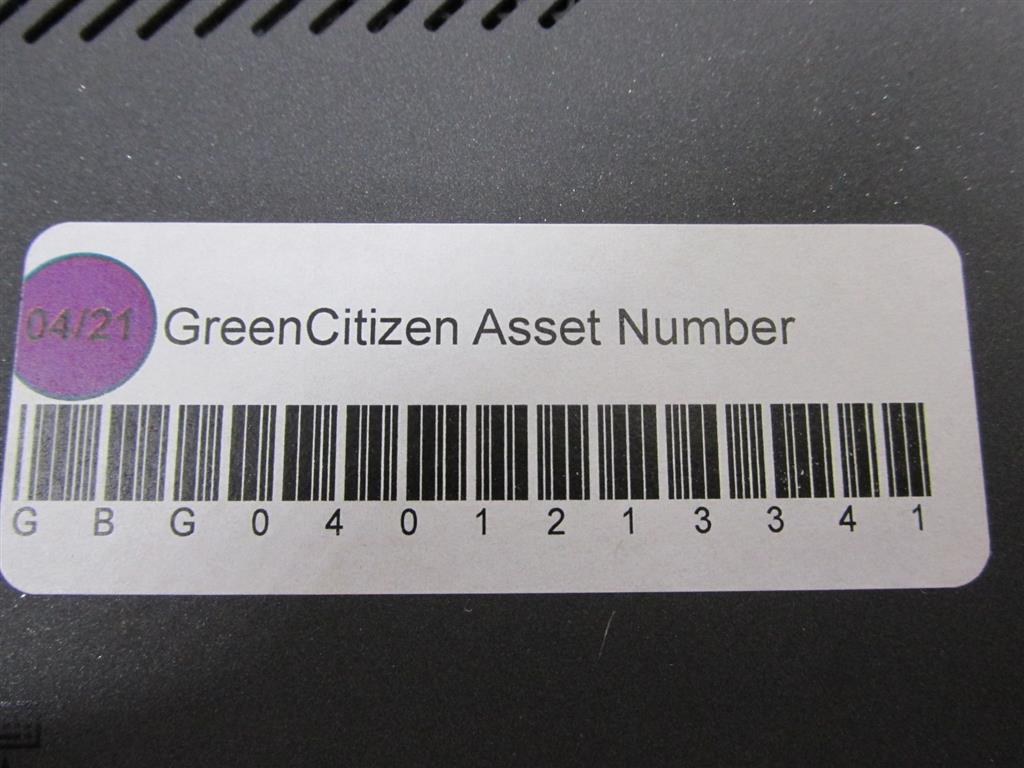 04/21 GreenCitizen Asset Number
G B G 0 4 0 1 2 1 3 3 4 1